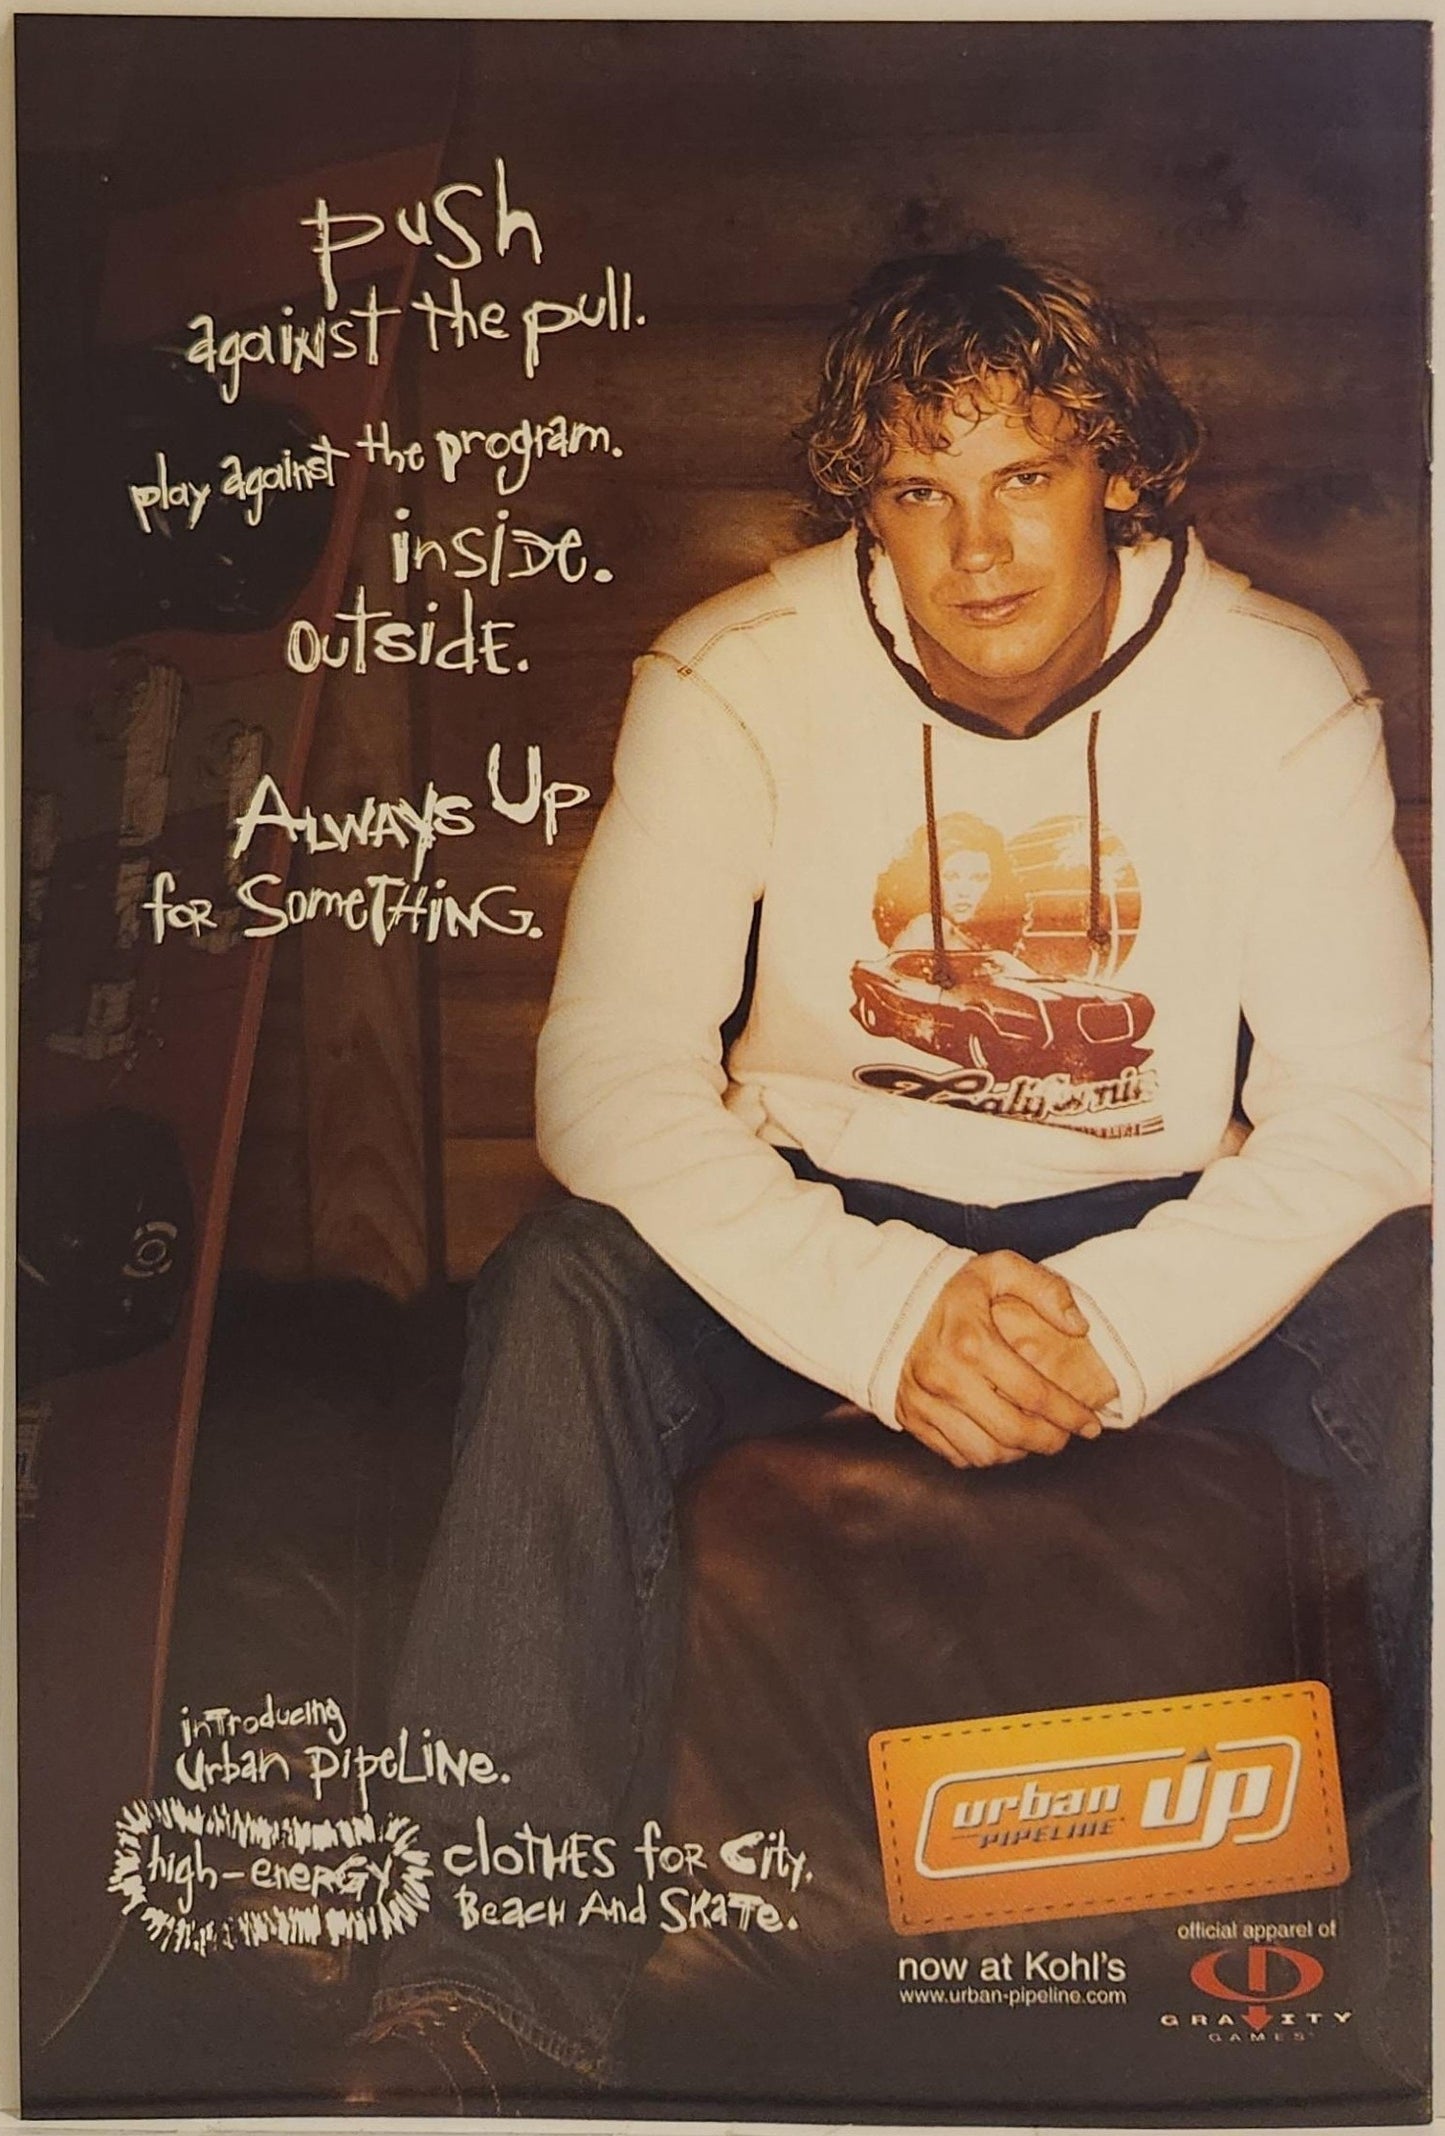 push
against the pull.
play against the program.
inside.
outside.
Always Up
for Something.
introducing
urban pipeline.
high-energy clothes for City,
Beach And Skate.
California
urban UP
PIPELINE
official apparel of
now at Kohl's
www.urban-pipeline.com
GRAVITY
GAMES